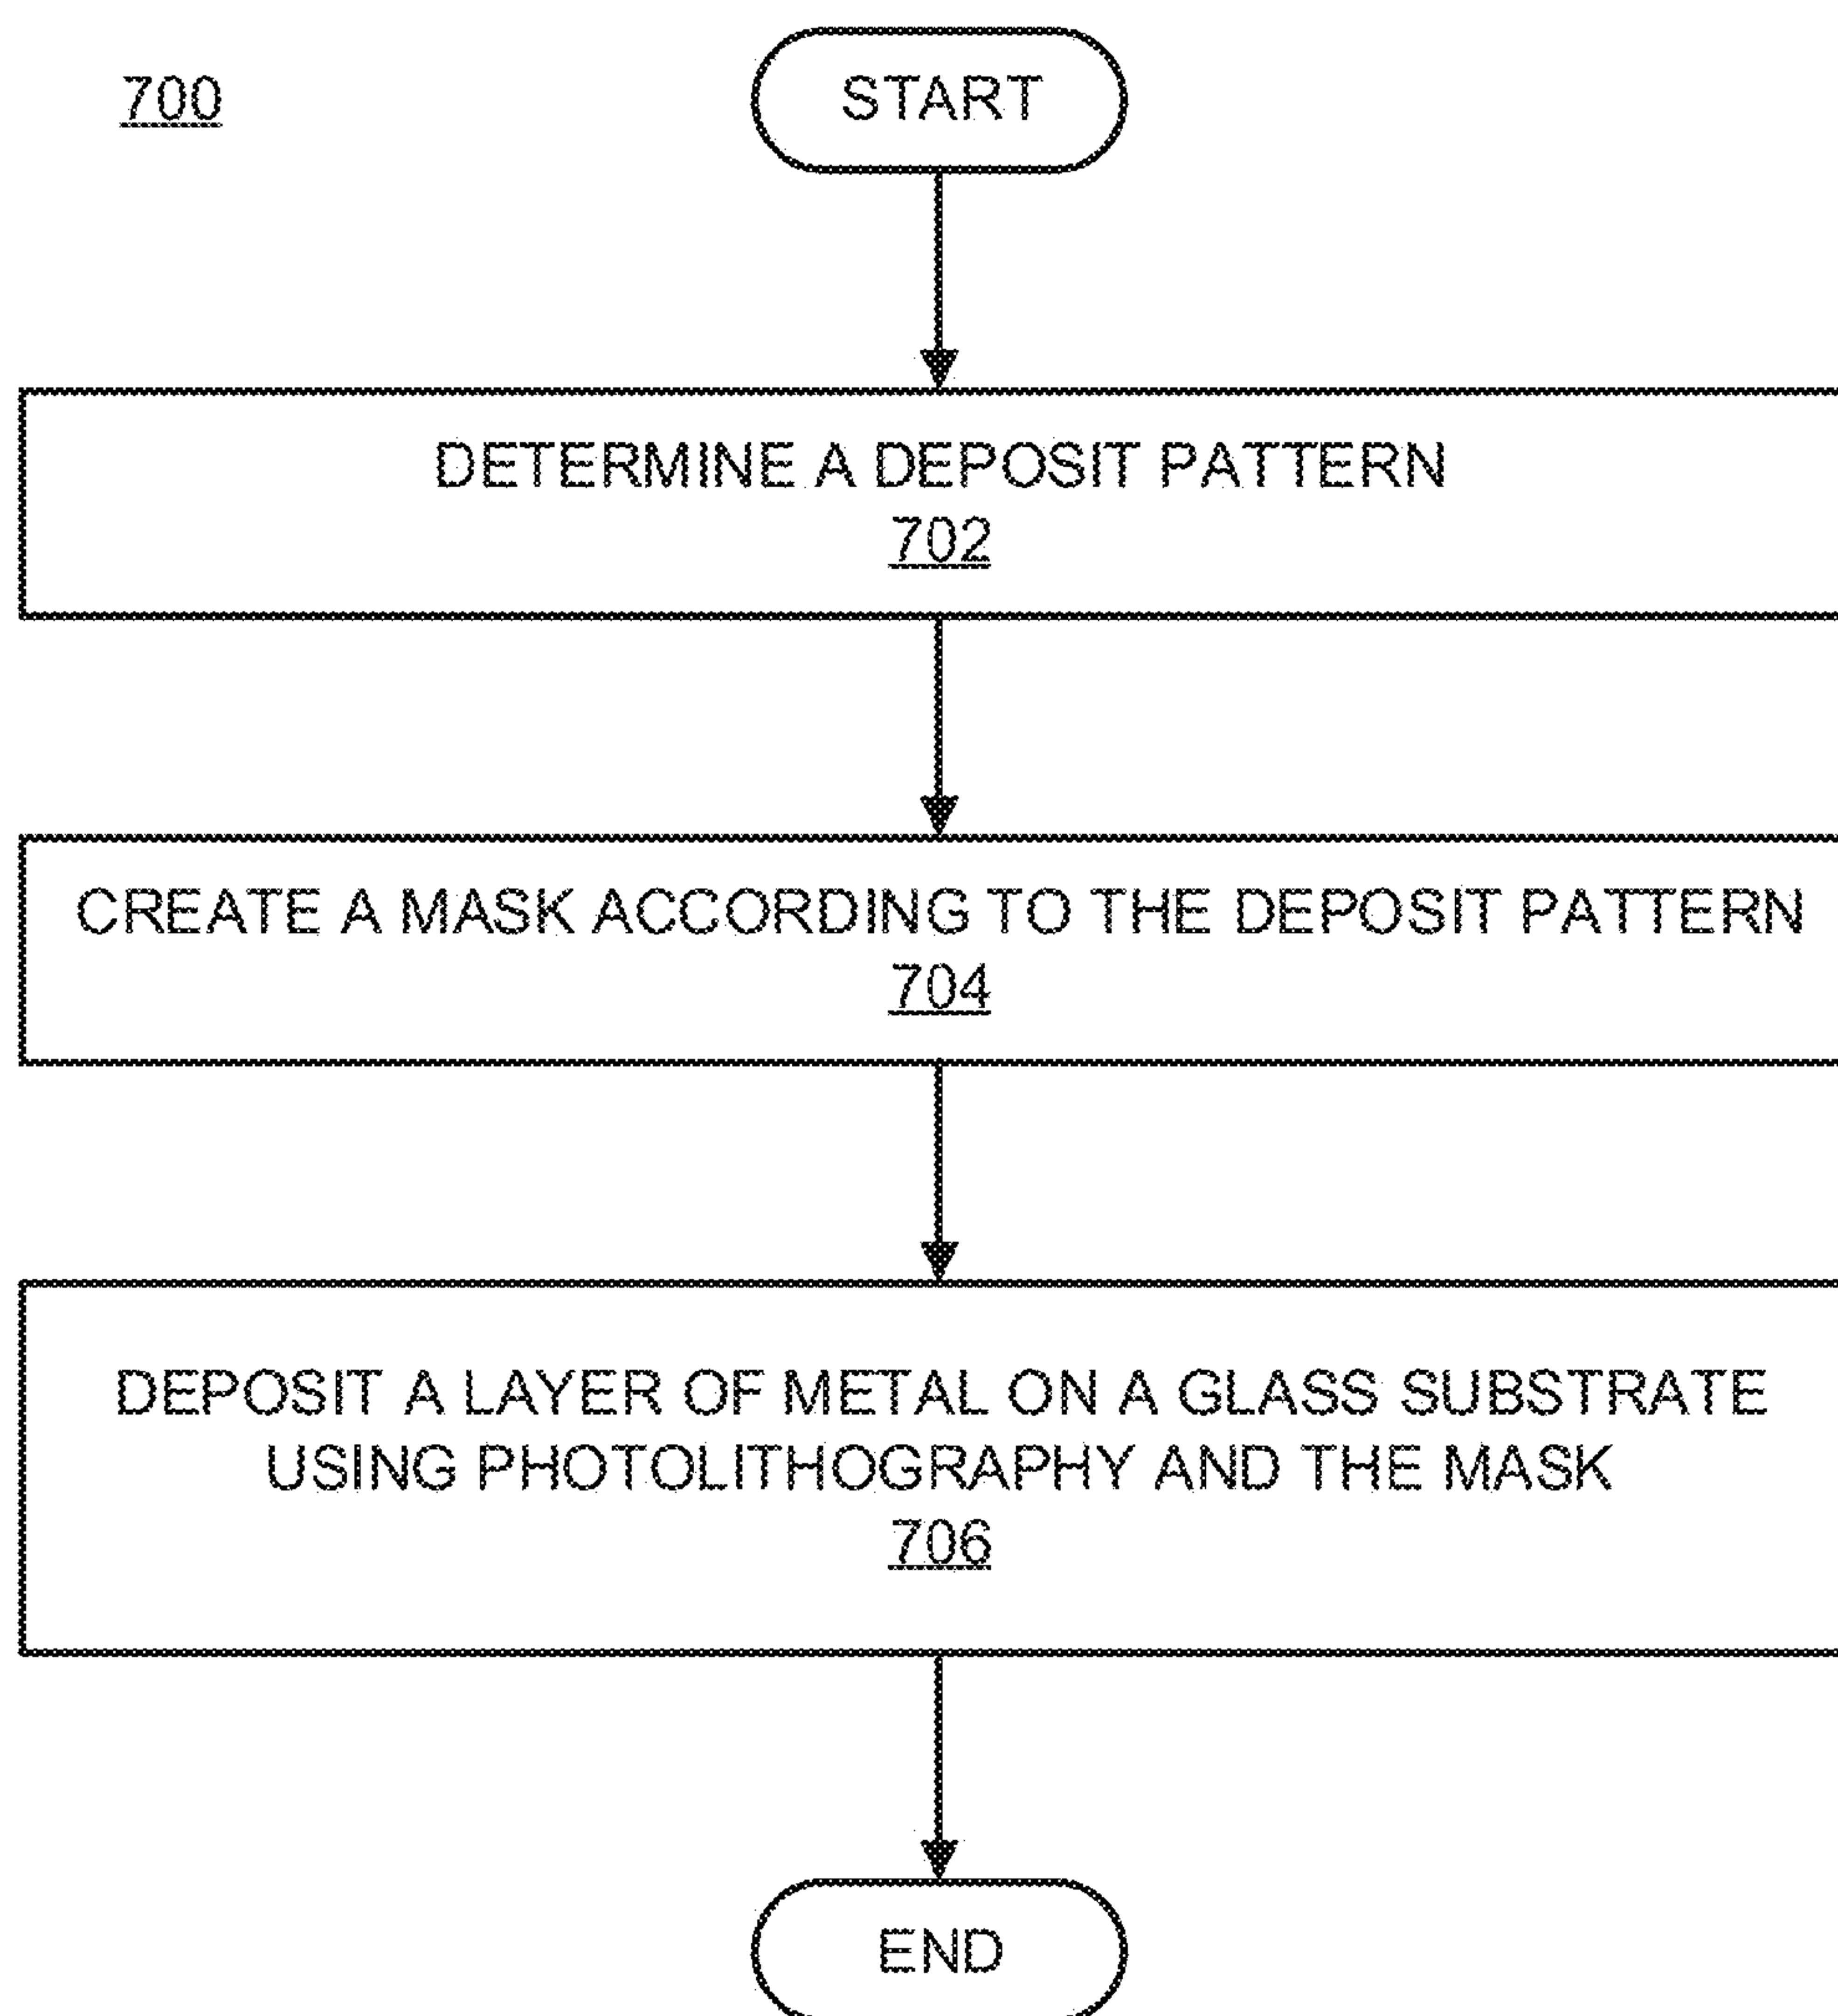 700
START
DETERMINE A DEPOSIT PATTERN
702
CREATE A MASK ACCORDING TO THE DEPOSIT PATTERN
704
DEPOSIT A LAYER OF METAL ON A GLASS SUBSTRATE
USING PHOTOLITHOGRAPHY AND THE MASK
706
END